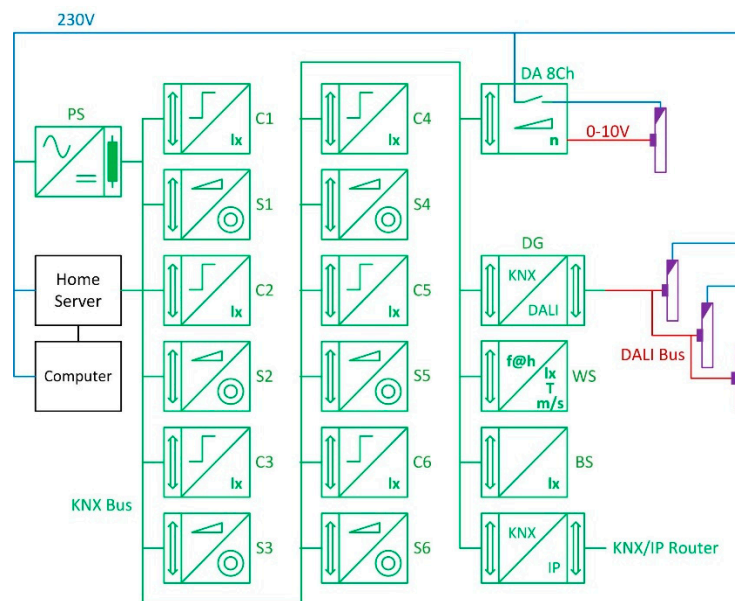 230V
DA 8Ch
PS
C1
lx
C4
lx
n
0-10V
S1
S4
DG
Home
Server
C2
lx
C5
lx
KNX
DALI
Computer
S2
S5
f@h
lx
T
m/s
WS
DALI Bus
KNX Bus
C3
lx
C6
lx
BS
lx
S3
S6
KNX
IP
KNX/IP Router